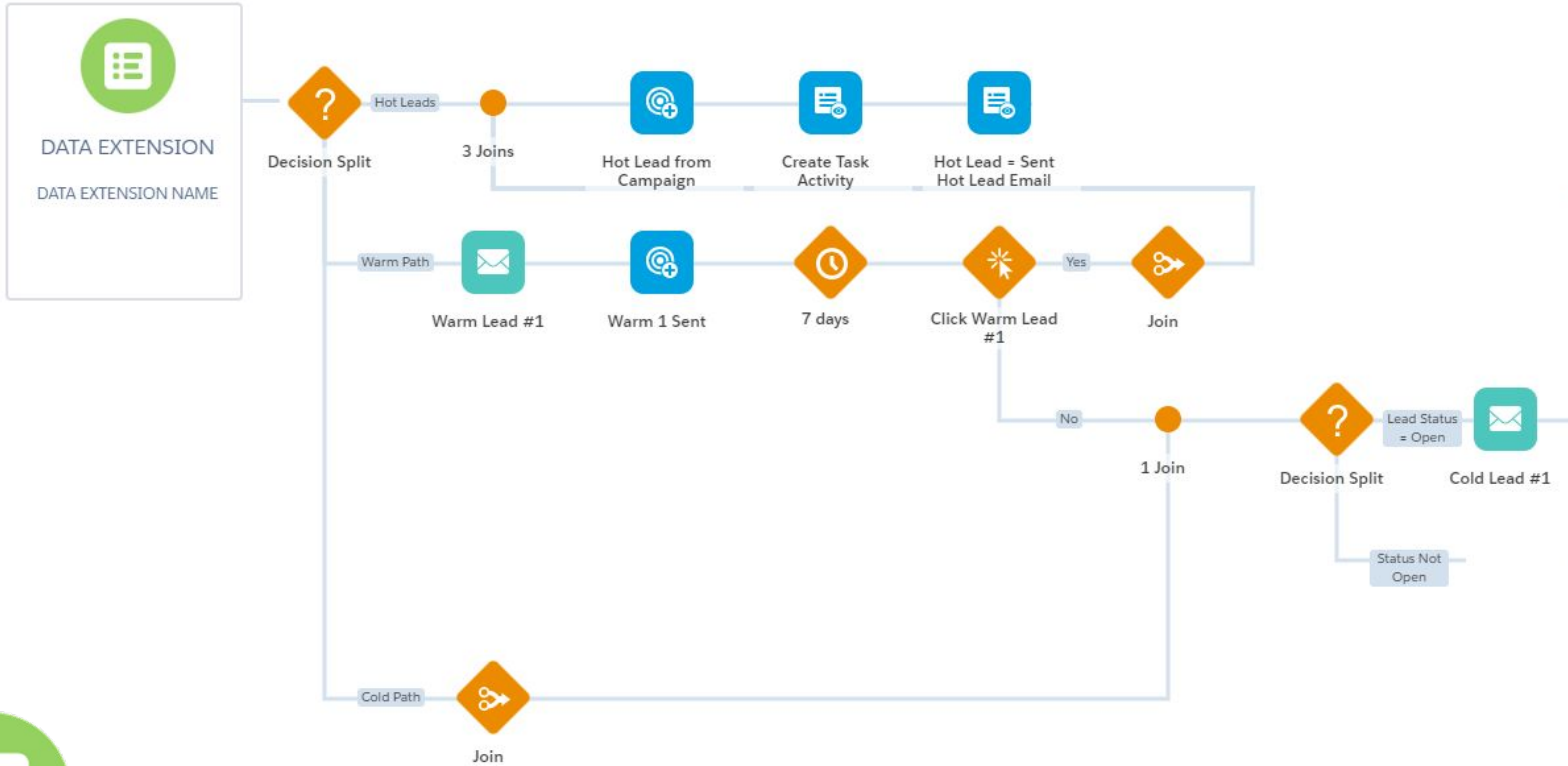 DATA EXTENSION
DATA EXTENSION NAME
Decision Split
Hot Leads
3 Joins
Hot Lead from
Campaign
Create Task
Activity
Hot Lead = Sent
Hot Lead Email
Warm Path
Warm Lead #1
Warm 1 Sent
7 days
Click Warm Lead
#1
Yes
Join
No
1 Join
Decision Split
Lead Status
= Open
Cold Lead #1
Status Not
Open
Cold Path
Join